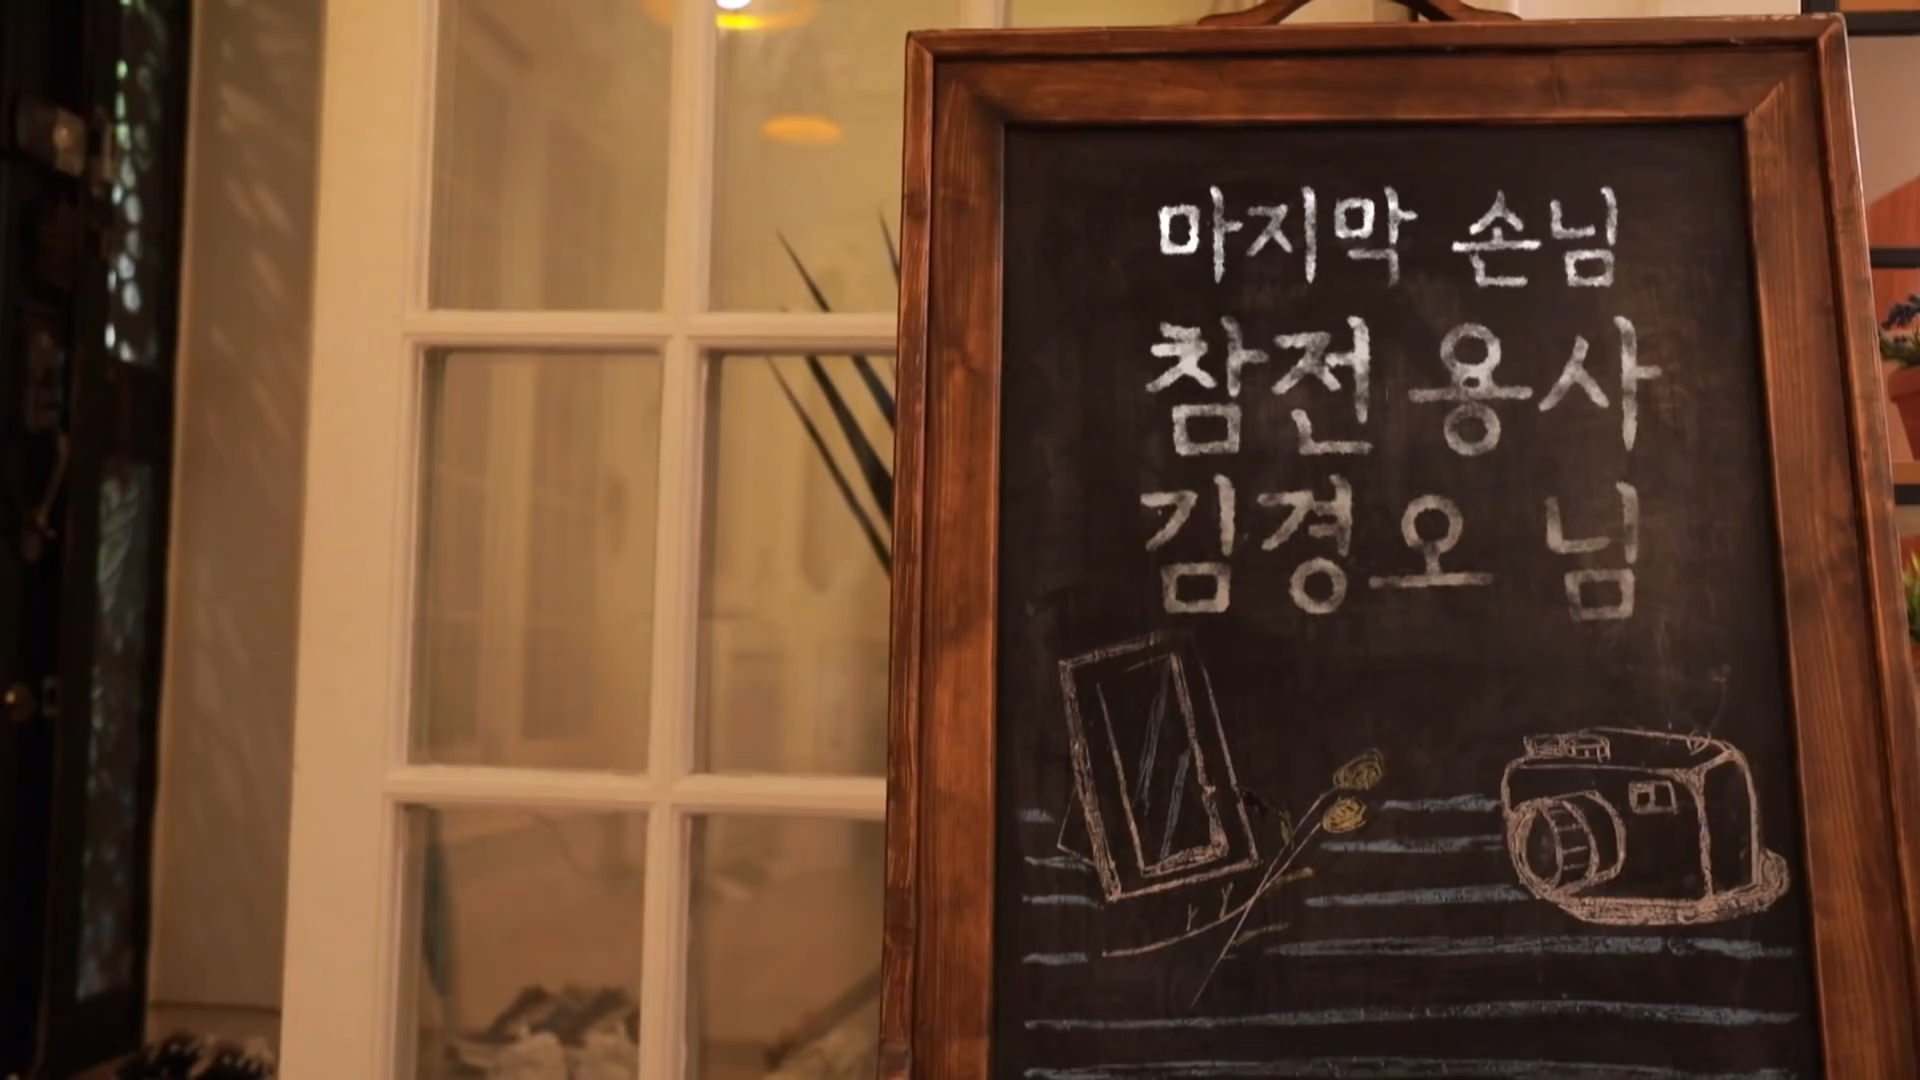 마지막 손님
참전 용사
김경오 님